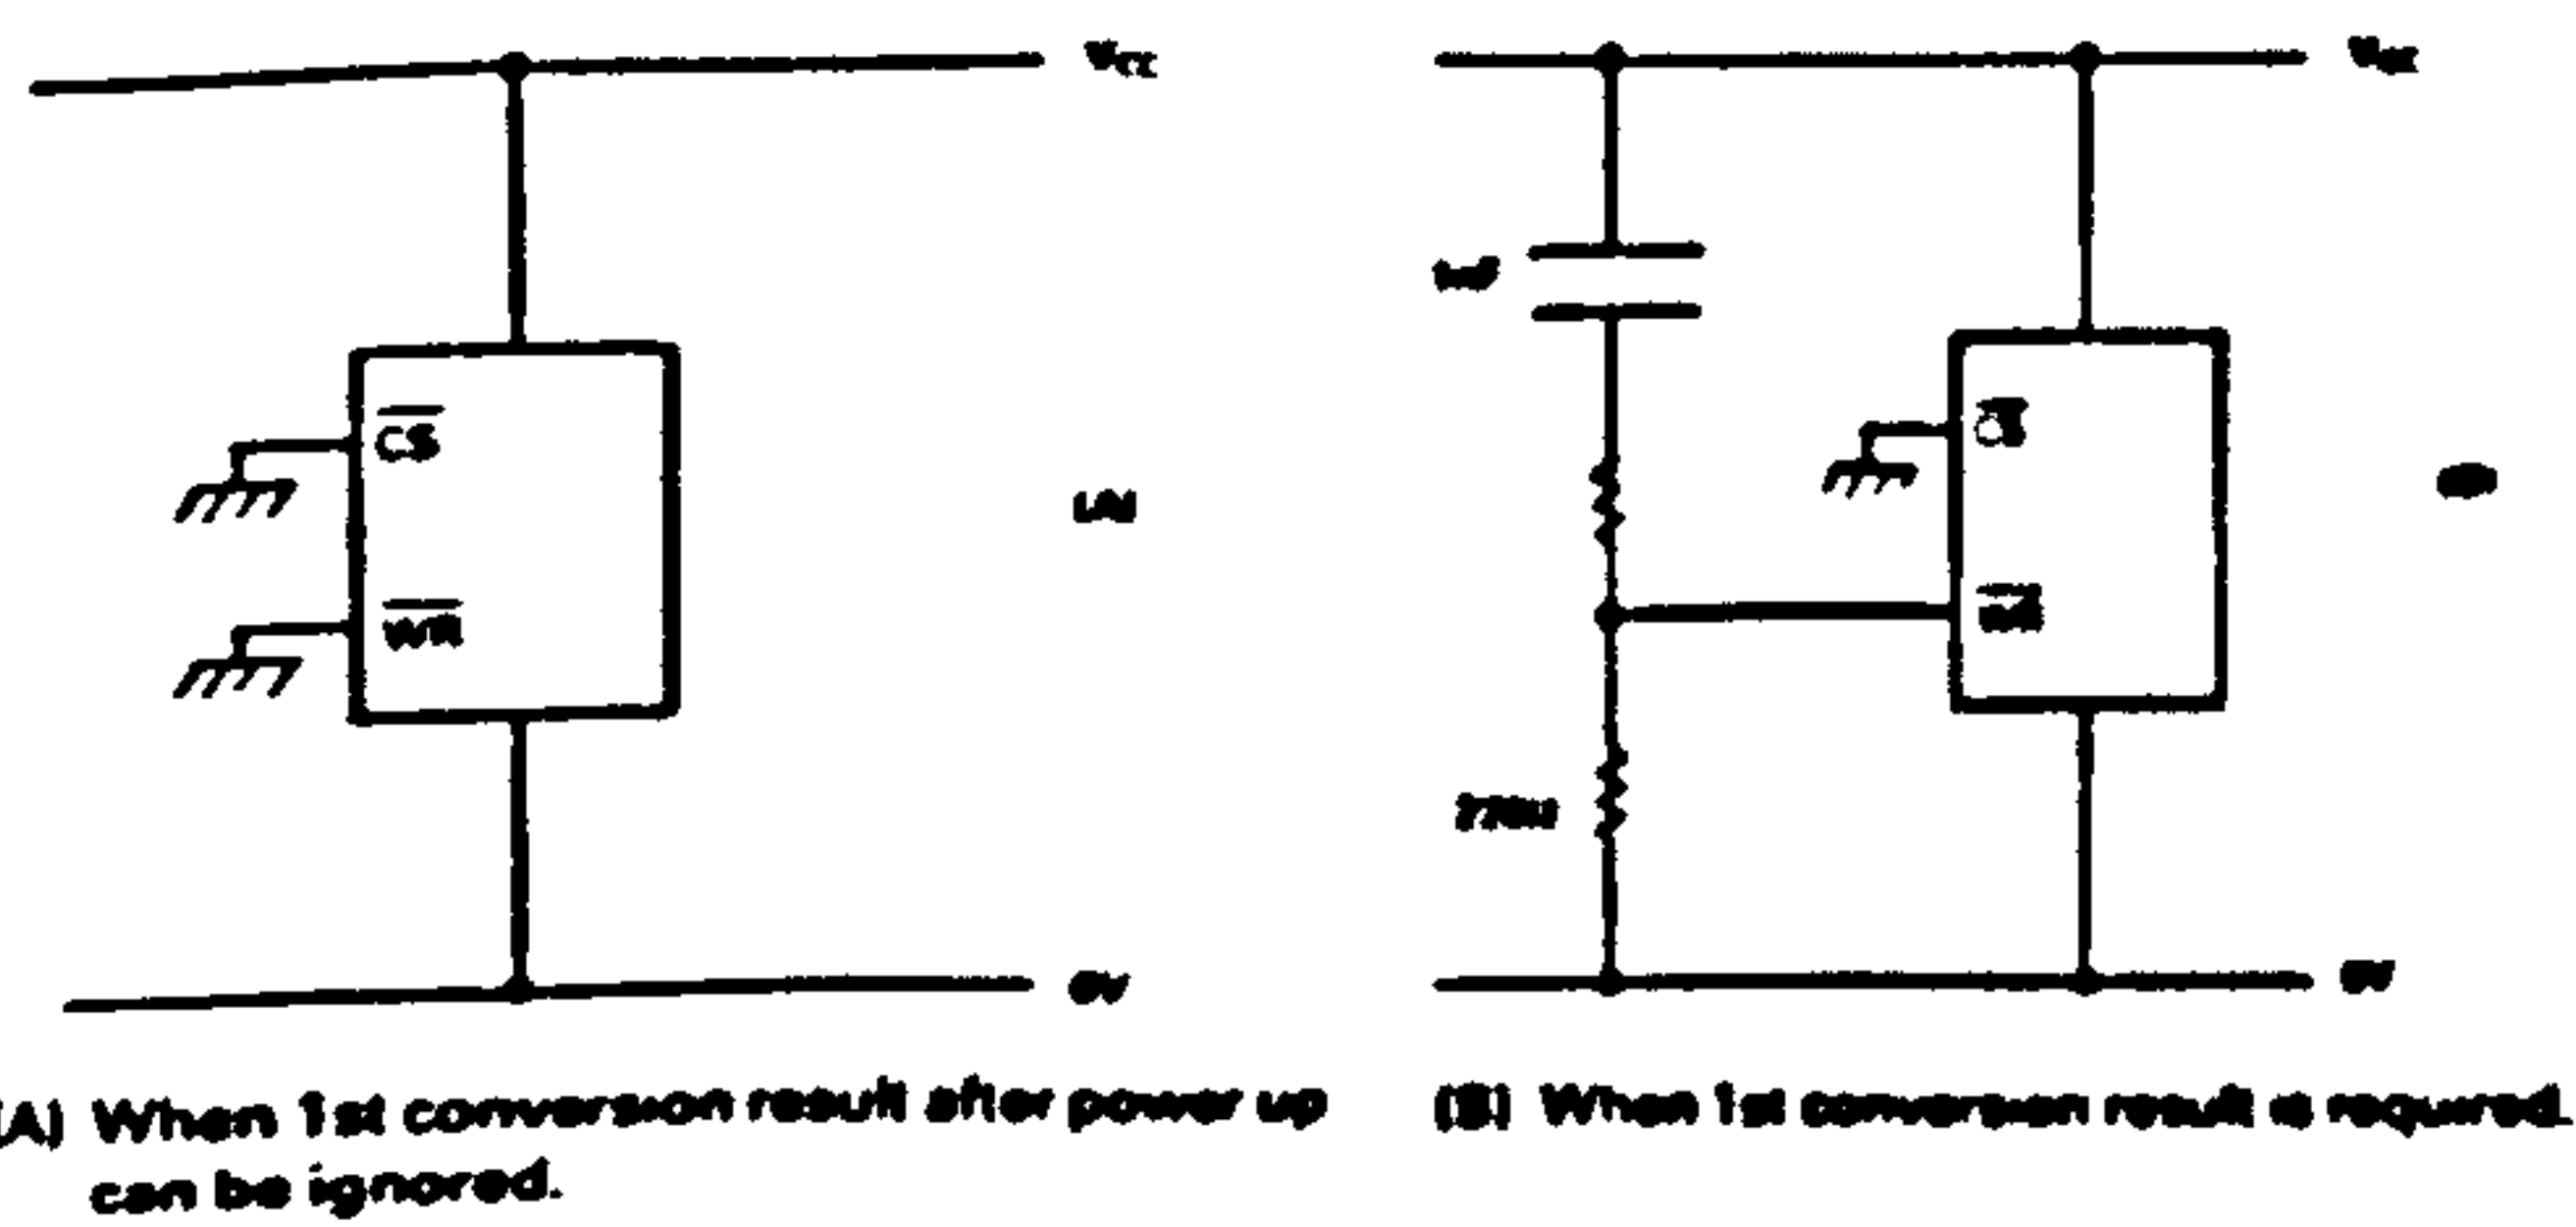 Vcc
CS
WR
0V
(A) When 1st conversion result after power up
can be ignored.
Vcc
CS
0V
(B) When 1st conversion result is required.